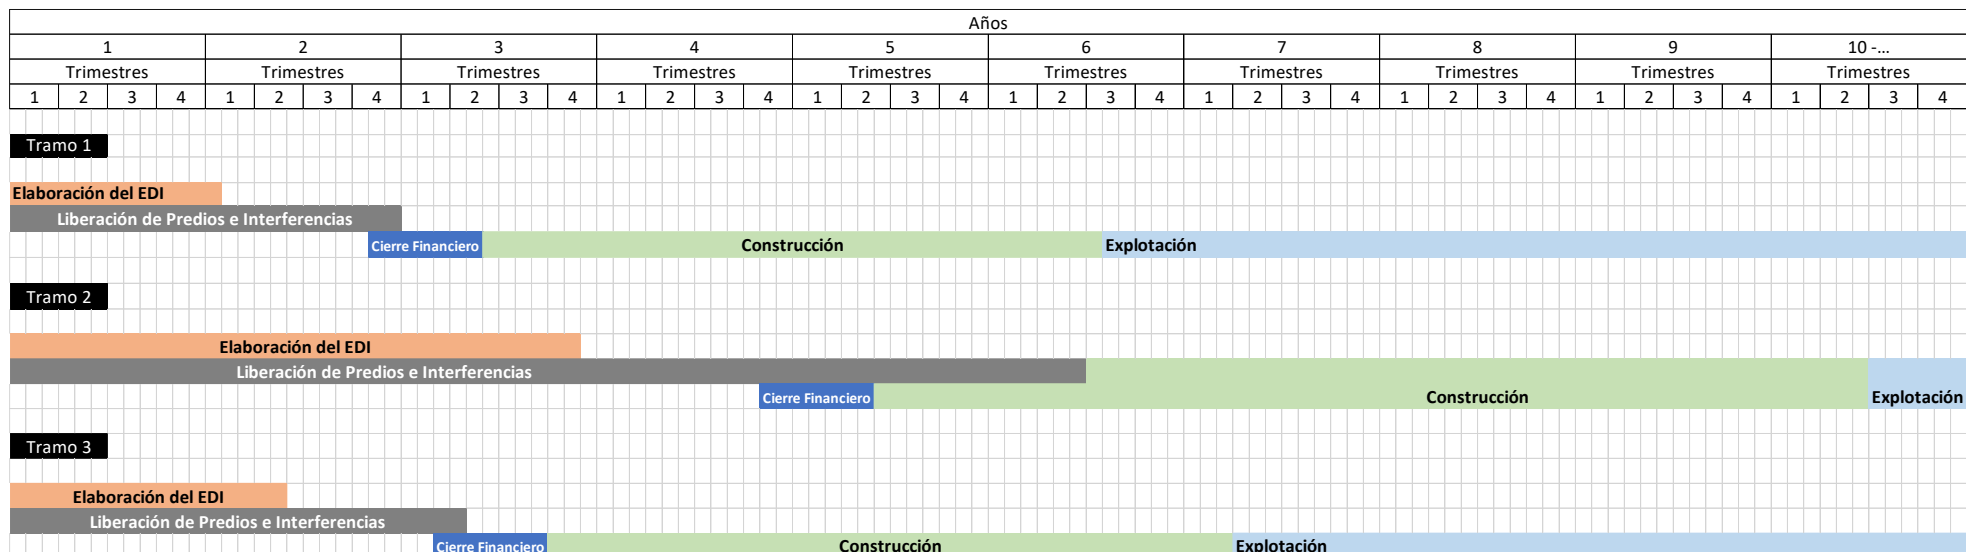 Años
1 2 3 4 5 6 7 8 9 10 -...
Trimestres Trimestres Trimestres Trimestres Trimestres Trimestres Trimestres Trimestres Trimestres Trimestres
1 2 3 4 1 2 3 4 1 2 3 4 1 2 3 4 1 2 3 4 1 2 3 4 1 2 3 4 1 2 3 4 1 2 3 4 1 2 3 4
Tramo 1
Elaboración del EDI
Liberación de Predios e Interferencias
Cierre Financiero Construcción Explotación
Tramo 2
Elaboración del EDI
Liberación de Predios e Interferencias
Cierre Financiero Construcción Explotación
Tramo 3
Elaboración del EDI
Liberación de Predios e Interferencias
Cierre Financiero Construcción Explotación